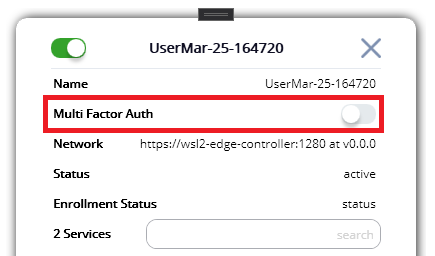 UserMar-25-164720
Name UserMar-25-164720
Multi Factor Auth
Network https://wsl2-edge-controller:1280 at v0.0.0
Status active
Enrollment Status status
2 Services search